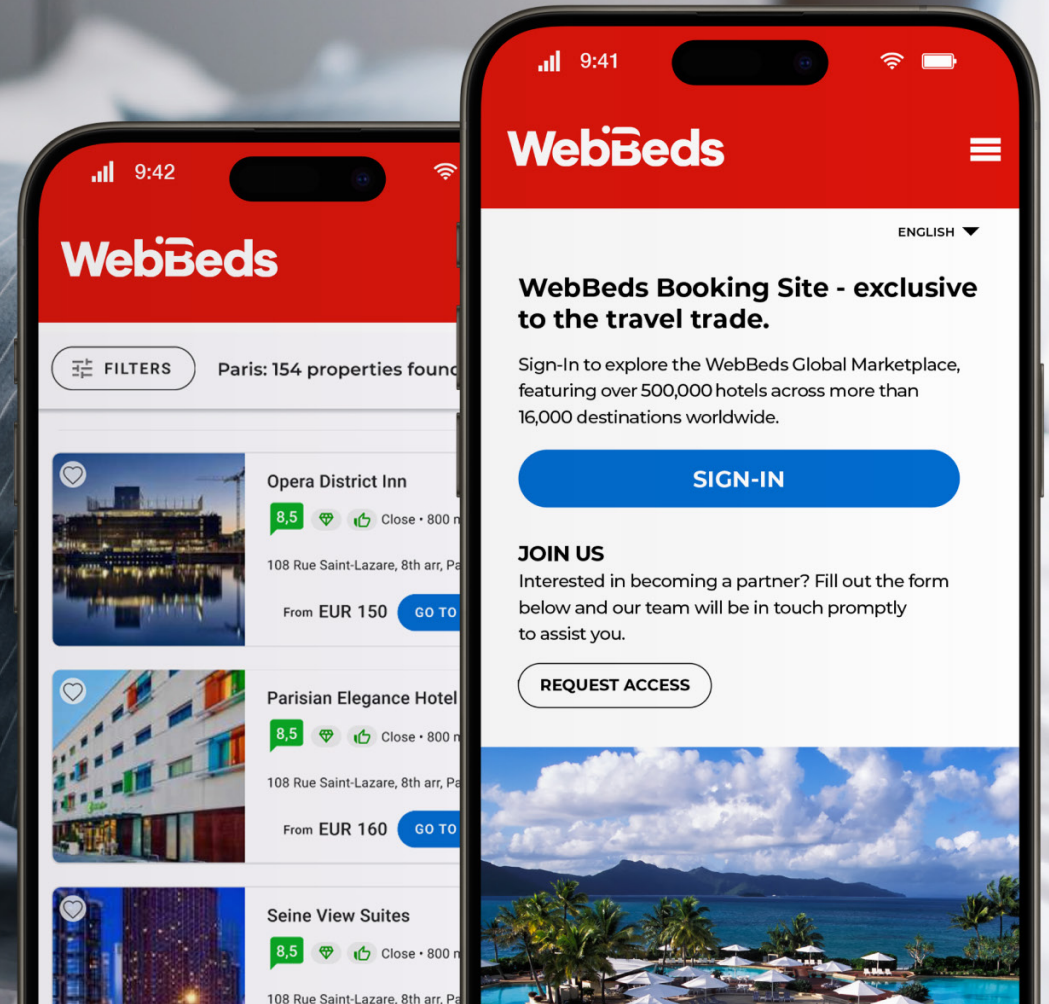 9:42
WebBeds
FILTERS
Paris: 154 properties found
Opera District Inn
8,5 Close • 800 m
108 Rue Saint-Lazare, 8th arr,
From EUR 150 GO TO
Parisian Elegance Hotel
8,5 Close • 800 m
108 Rue Saint-Lazare, 8th arr,
From EUR 160 GO TO
Seine View Suites
8,5 Close • 800 m
108 Rue Saint-Lazare, 8th arr,
9:41
WebBeds
ENGLISH
WebBeds Booking Site - exclusive
to the travel trade.
Sign-In to explore the WebBeds Global Marketplace,
featuring over 500,000 hotels across more than
16,000 destinations worldwide.
SIGN-IN
JOIN US
Interested in becoming a partner? Fill out the form
below and our team will be in touch promptly
to assist you.
REQUEST ACCESS